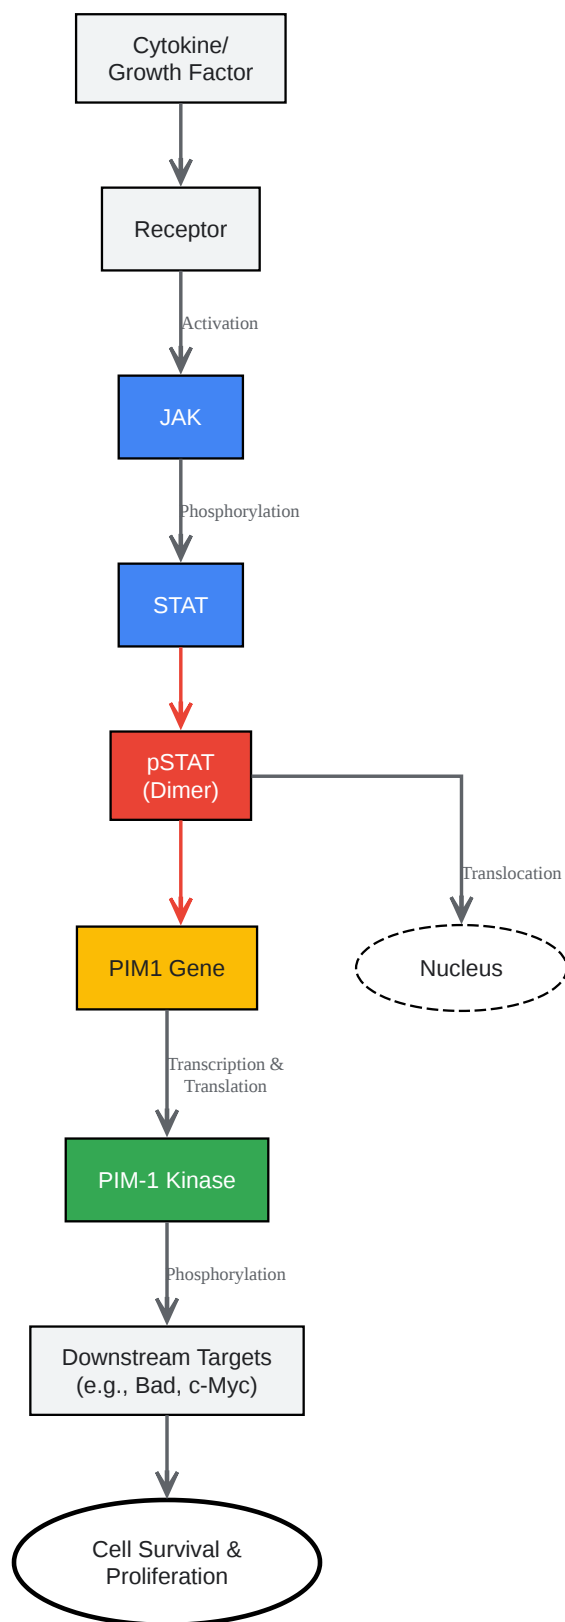 Cytokine/
Growth Factor
Receptor
Activation
JAK
Phosphorylation
STAT
pSTAT
(Dimer)
Translocation
PIM1 Gene
Nucleus
Transcription &
Translation
PIM-1 Kinase
Phosphorylation
Downstream Targets
(e.g., Bad, c-Myc)
Cell Survival &
Proliferation